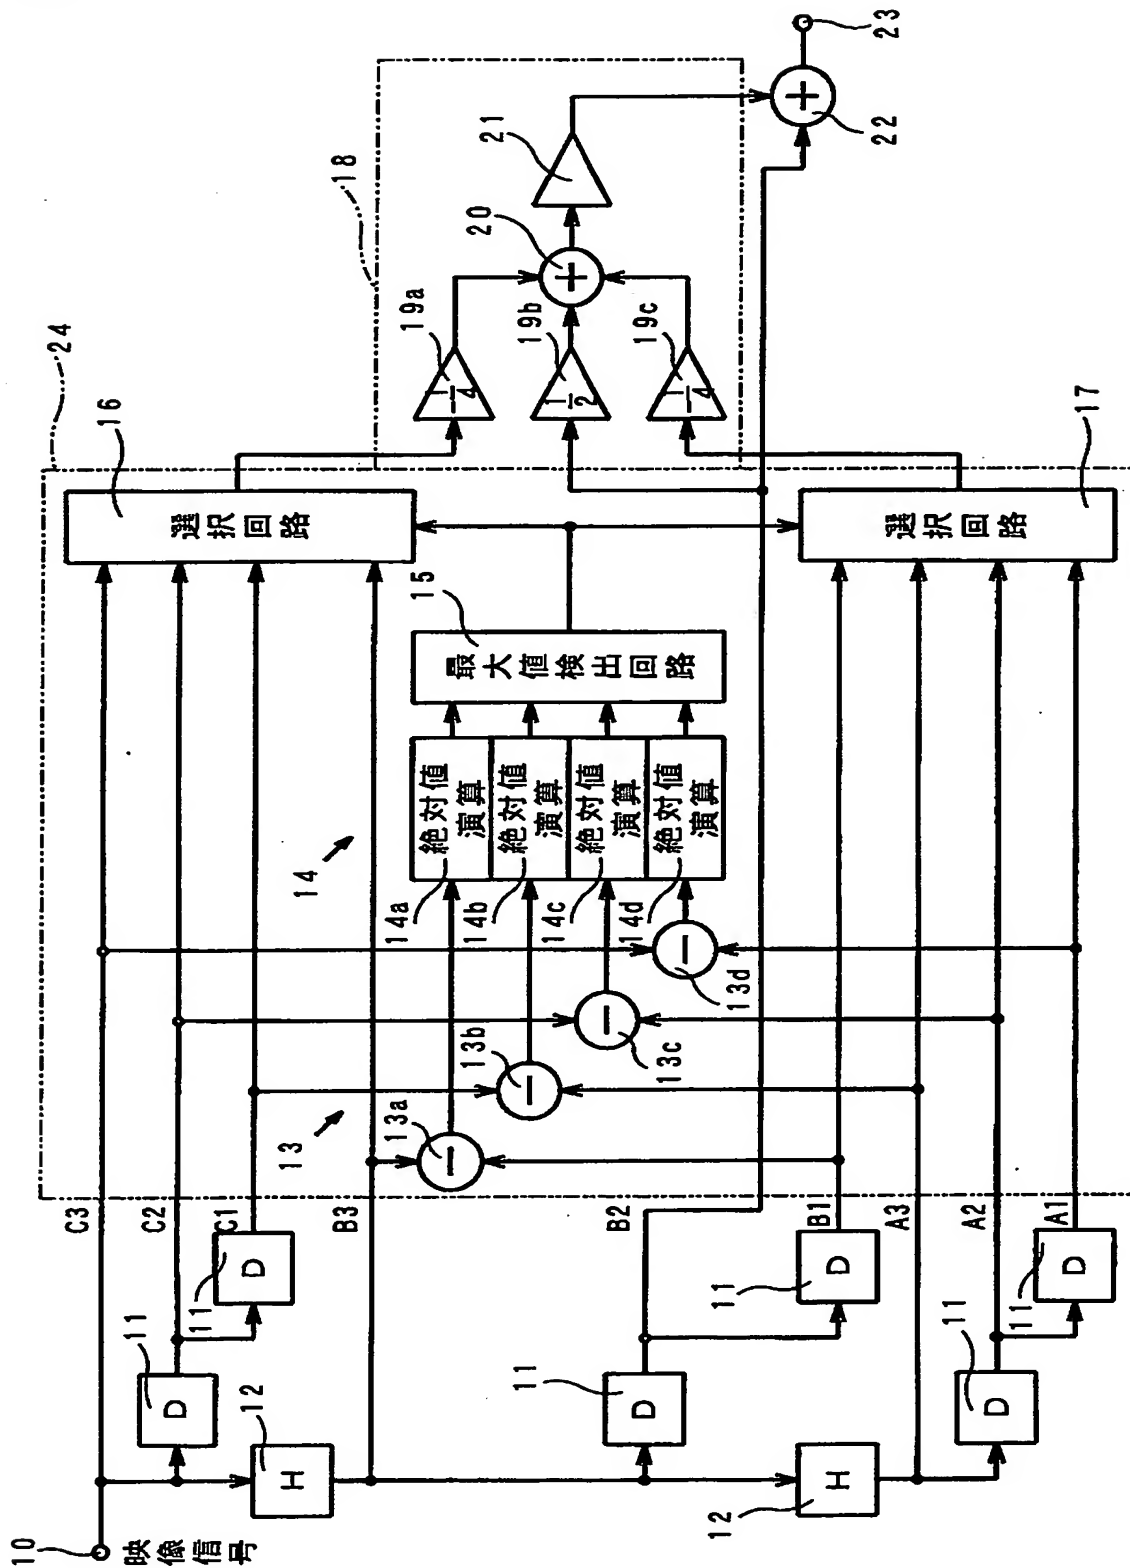 10
映像信号
11
D
12
H
11
D
C3
C2
C1
B3
11
D
B2
11
D
B1
12
H
A3
11
D
A2
11
D
A1
13
13a
13b
13c
13d
14
14a
絶対値演算
14b
絶対値演算
14c
絶対値演算
14d
絶対値演算
15
最大値検出回路
24
16
選択回路
17
選択回路
18
19a
1/4
19b
1/2
19c
1/4
20
+
21
22
+
23
−
−
−
−